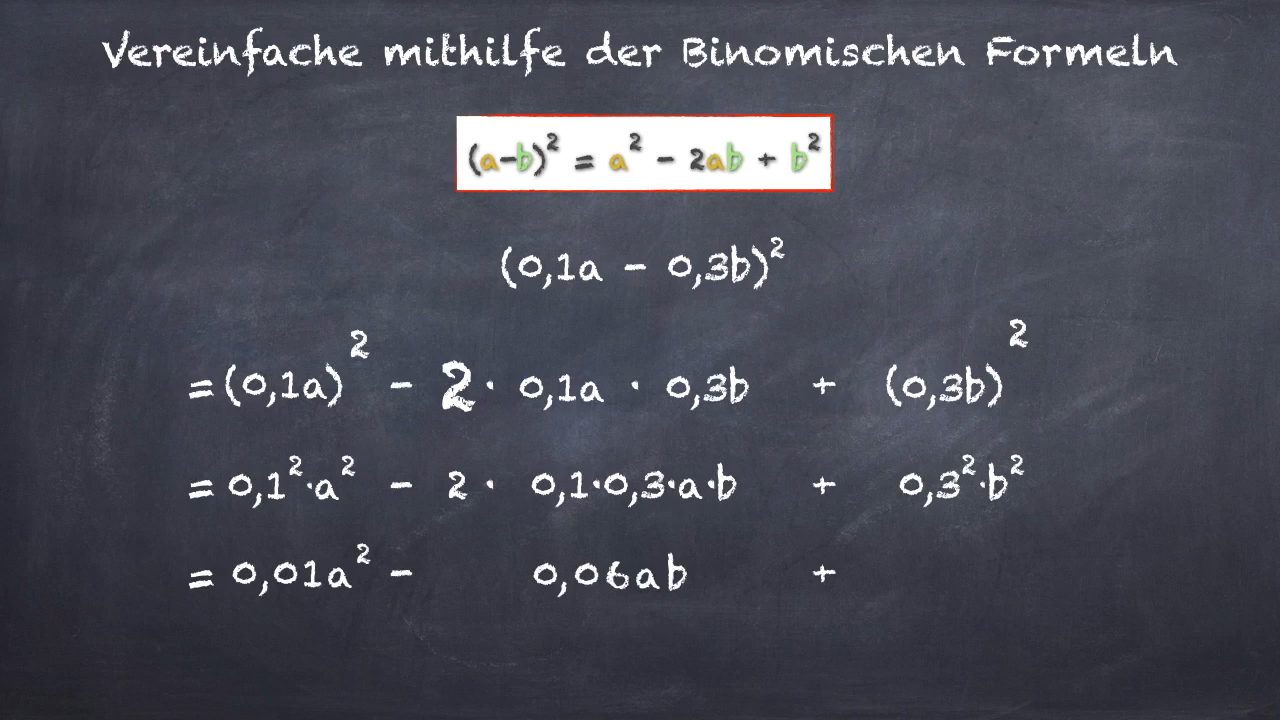 Vereinfache mithilfe der Binomischen Formeln
(a-b)² = a² - 2ab + b²
(0,1a - 0,3b)²
= (0,1a)² - 2 · 0,1a · 0,3b + (0,3b)²
= 0,1²·a² - 2 · 0,1·0,3·a·b + 0,3²·b²
= 0,01a² - 0,06ab +